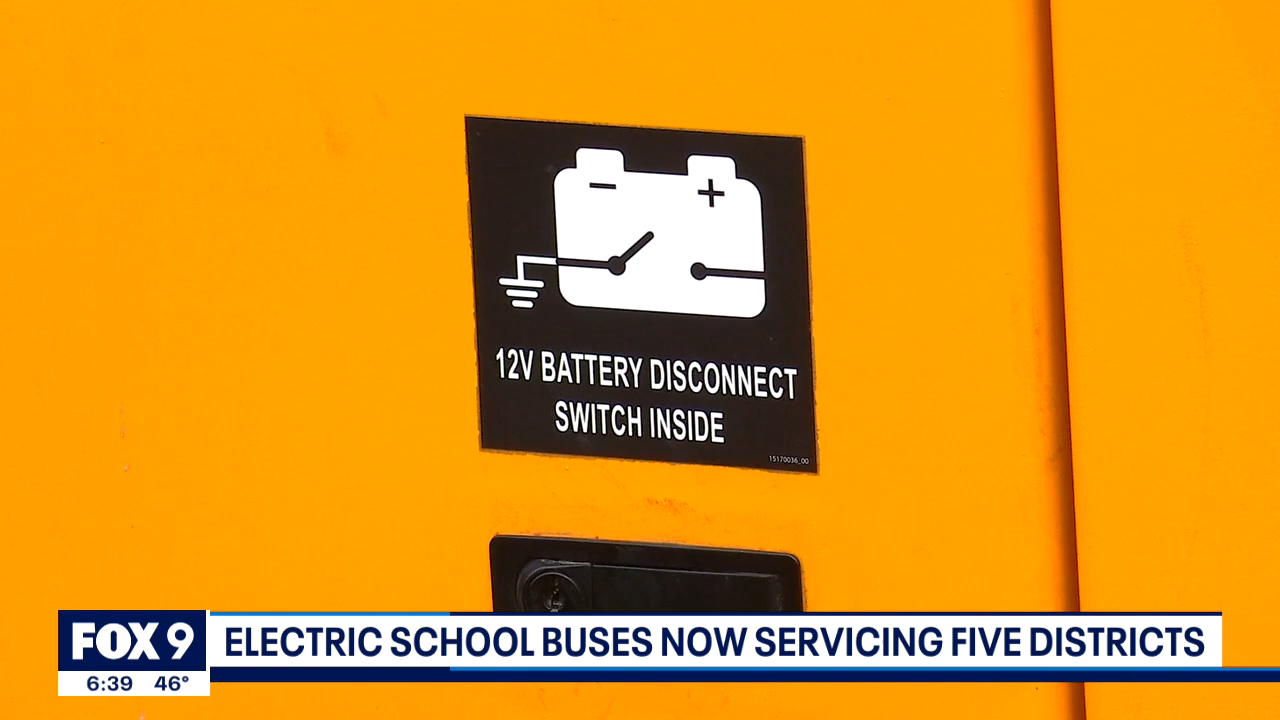 − +
12V BATTERY DISCONNECT
SWITCH INSIDE
15170036_00
FOX 9
ELECTRIC SCHOOL BUSES NOW SERVICING FIVE DISTRICTS
6:39 46°